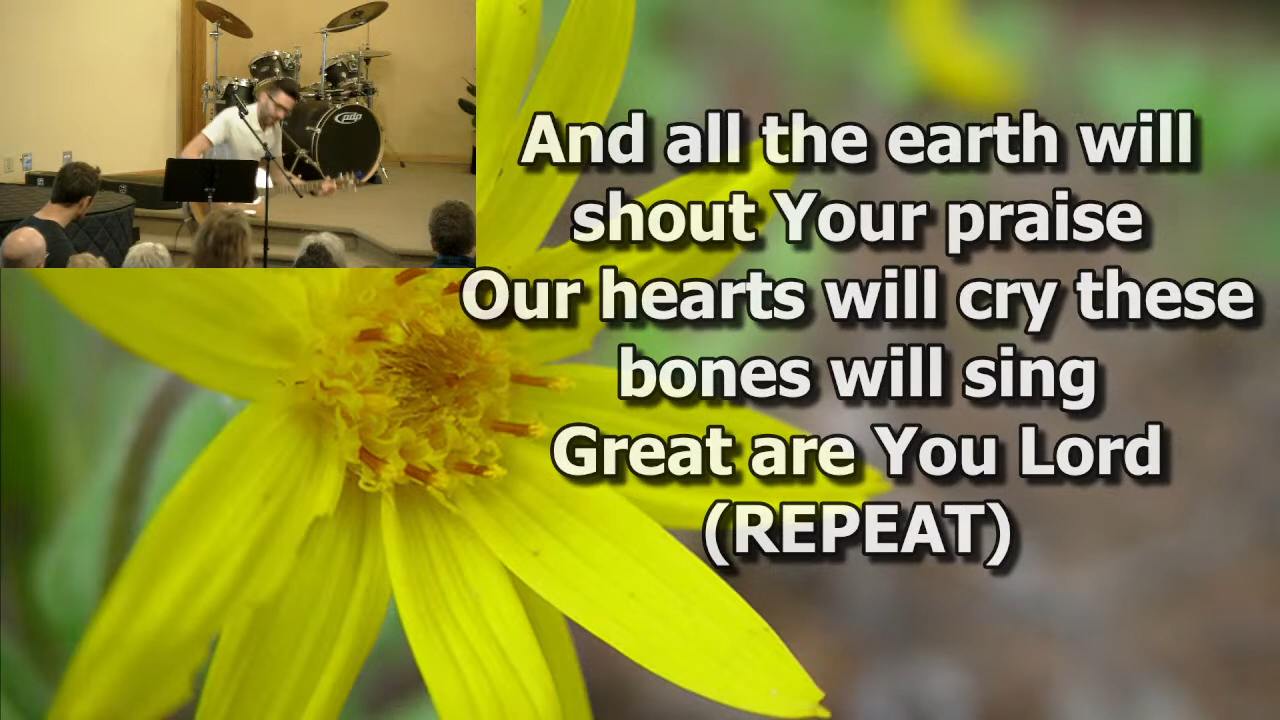 pdp
And all the earth will
shout Your praise
Our hearts will cry these
bones will sing
Great are You Lord
(REPEAT)